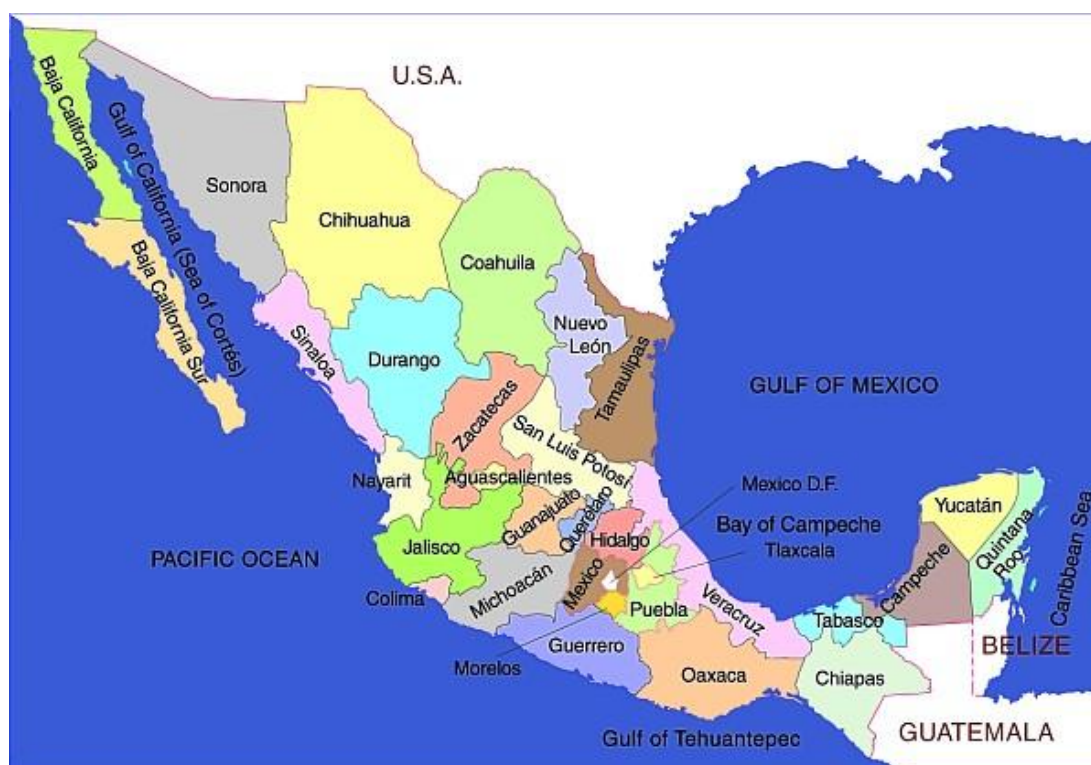 U.S.A.
Baja California
Gulf of California (Sea of Cortés)
Sonora
Chihuahua
Coahuila
Baja California Sur
Sinaloa
Durango
Nuevo
León
Tamaulipas
GULF OF MEXICO
Zacatecas
San Luis Potosí
Nayarit
Aguascalientes
Mexico D.F.
Guanajuato
Querétaro
Hidalgo
Bay of Campeche
Tlaxcala
Yucatán
Quintana
Roo
Caribbean Sea
PACIFIC OCEAN
Jalisco
Colima
Michoacán
Mexico
Puebla
Veracruz
Tabasco
Campeche
Morelos
Guerrero
Oaxaca
Chiapas
BELIZE
Gulf of Tehuantepec
GUATEMALA